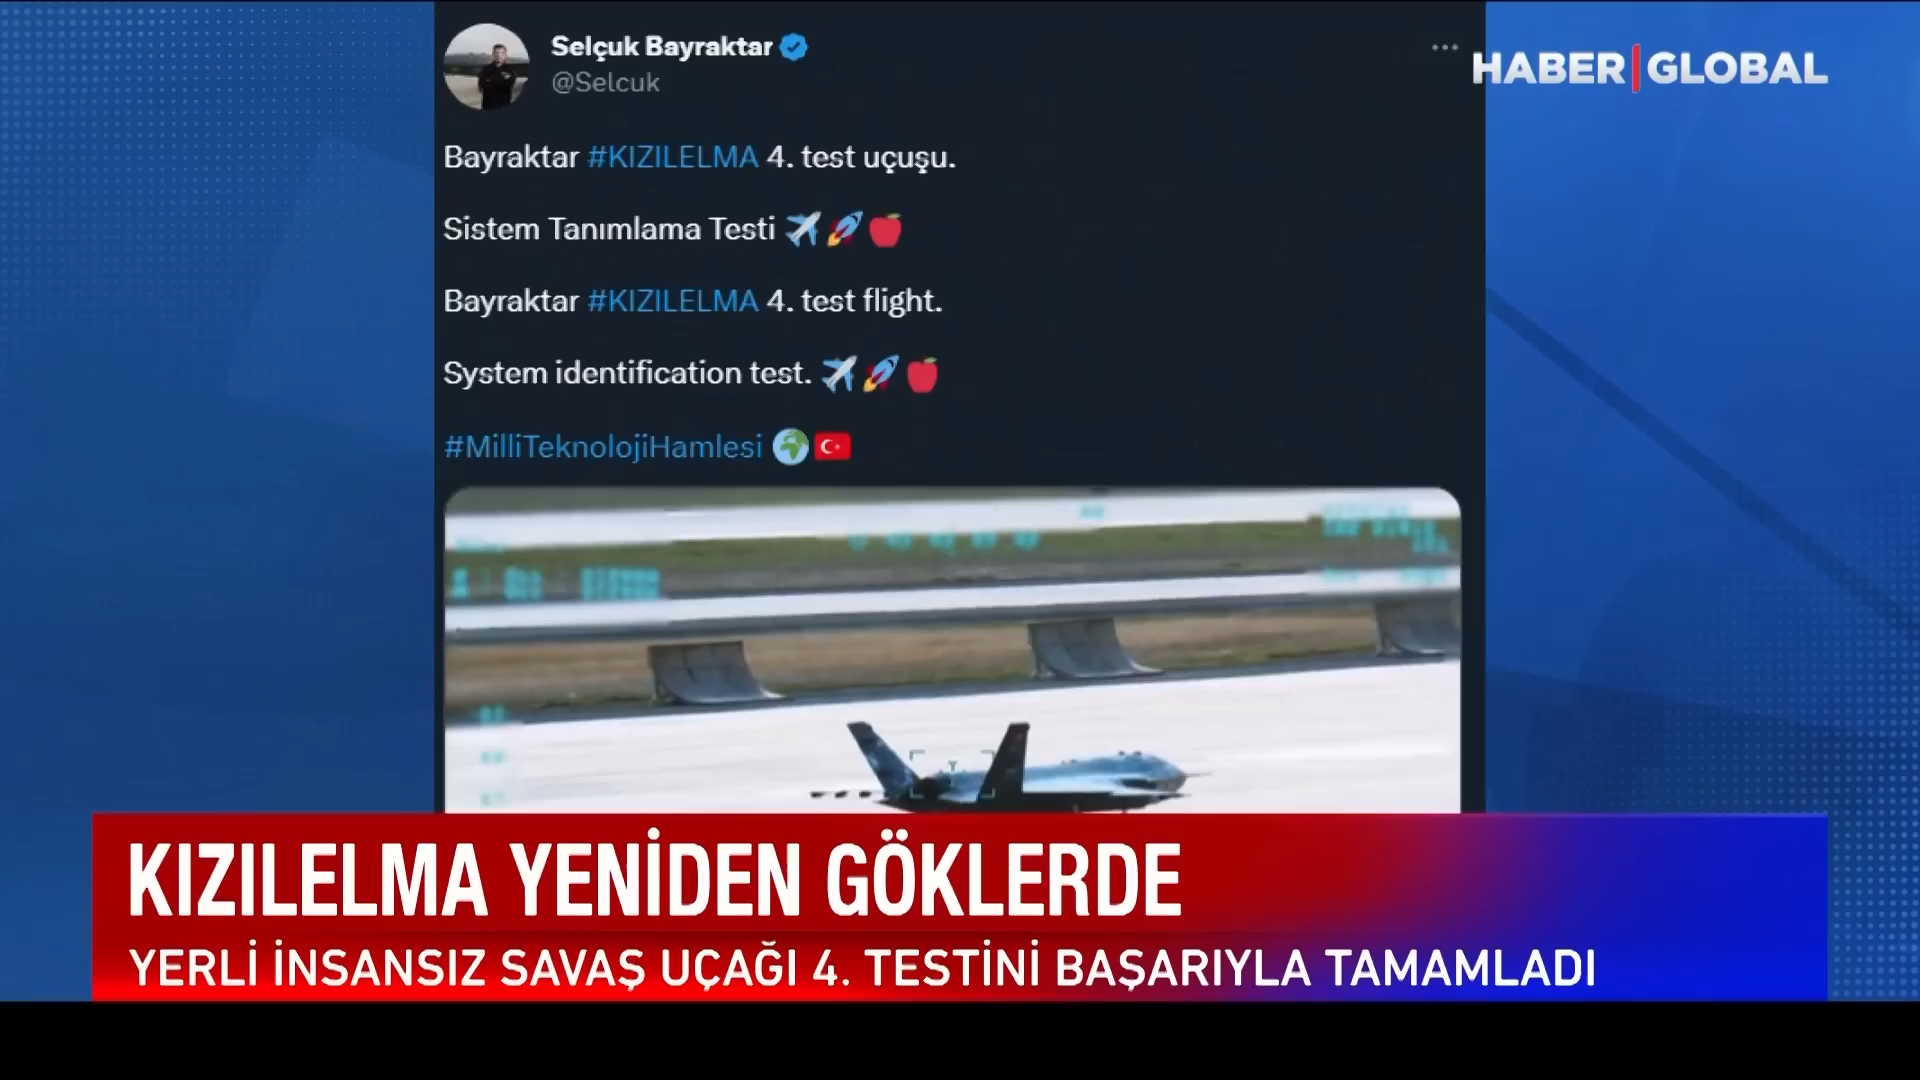 Selçuk Bayraktar
@Selcuk
HABER GLOBAL
Bayraktar #KIZILELMA 4. test uçuşu.
Sistem Tanımlama Testi ✈️🚀🍎
Bayraktar #KIZILELMA 4. test flight.
System identification test. ✈️🚀🍎
#MilliTeknolojiHamlesi 🌍🇹🇷
KIZILELMA YENİDEN GÖKLERDE
YERLİ İNSANSIZ SAVAŞ UÇAĞI 4. TESTİNİ BAŞARIYLA TAMAMLADI